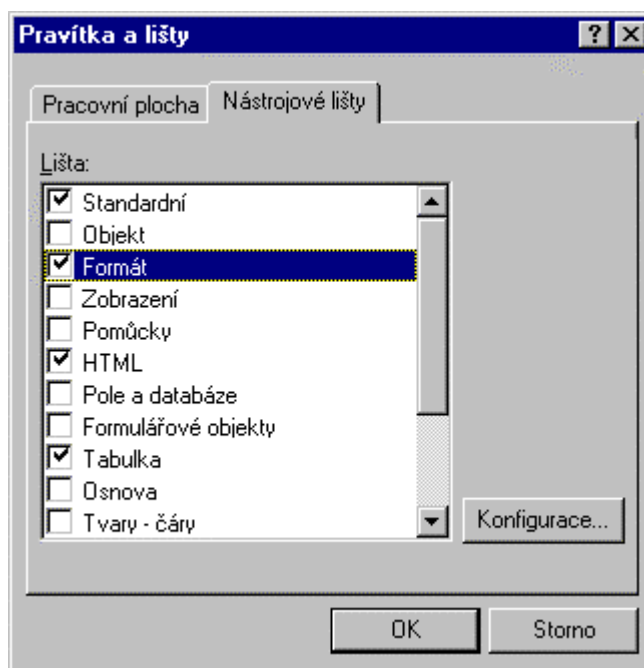 Pravítka a lišty
Pracovní plocha Nástrojové lišty
Lišta:
Standardní
Objekt
Formát
Zobrazení
Pomůcky
HTML
Pole a databáze
Formulářové objekty
Tabulka
Osnova
Tvary - čáry
Konfigurace...
OK Storno